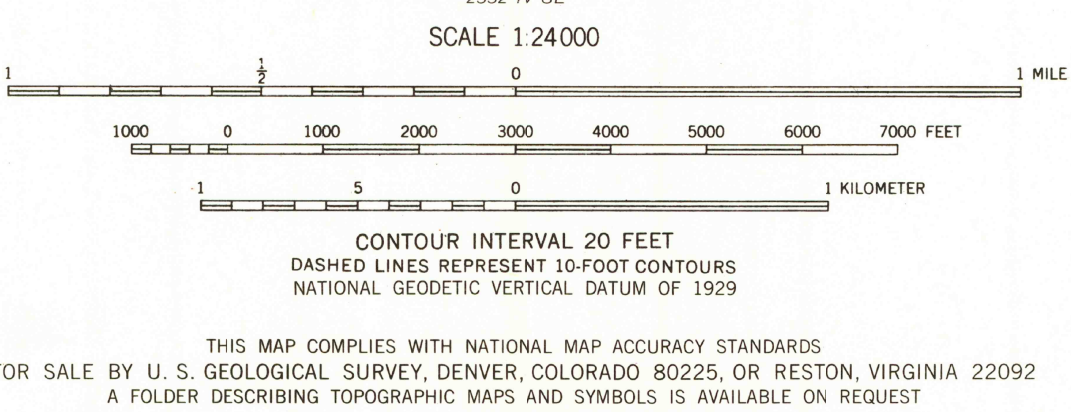 SCALE 1:24000
1 1/2 0 1 MILE
1000 0 1000 2000 3000 4000 5000 6000 7000 FEET
1 5 0 1 KILOMETER
CONTOUR INTERVAL 20 FEET
DASHED LINES REPRESENT 10-FOOT CONTOURS
NATIONAL GEODETIC VERTICAL DATUM OF 1929
THIS MAP COMPLIES WITH NATIONAL MAP ACCURACY STANDARDS
OR SALE BY U. S. GEOLOGICAL SURVEY, DENVER, COLORADO 80225, OR RESTON, VIRGINIA 22092
A FOLDER DESCRIBING TOPOGRAPHIC MAPS AND SYMBOLS IS AVAILABLE ON REQUEST